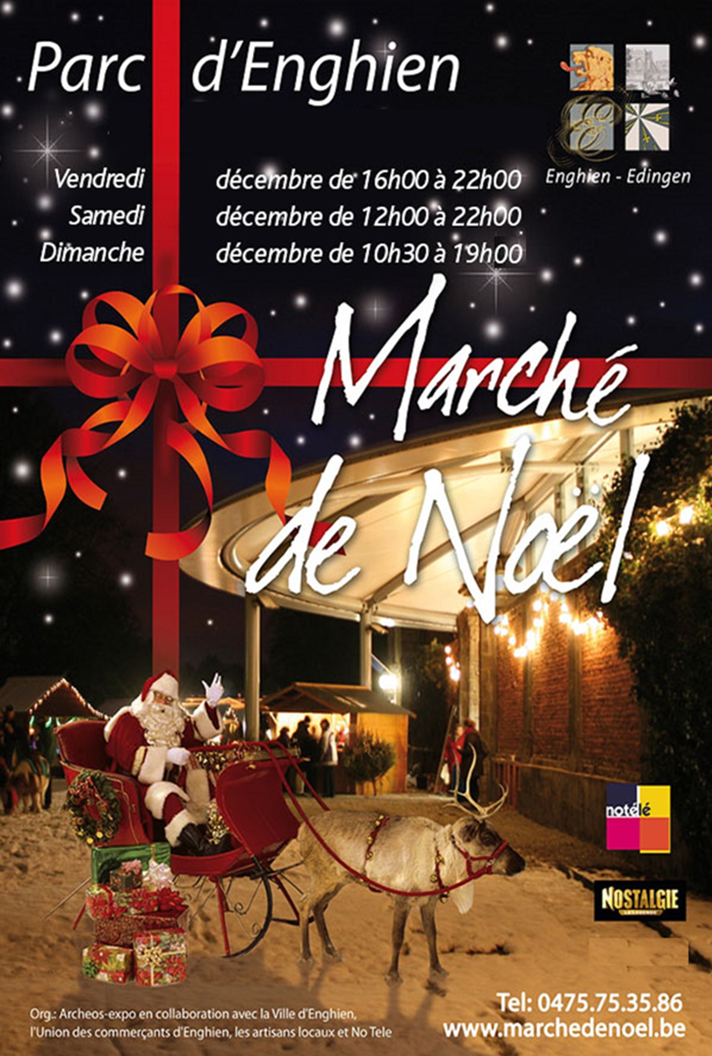 Parc d'Enghien
E
Enghien - Edingen
Vendredi décembre de 16h00 à 22h00
Samedi décembre de 12h00 à 22h00
Dimanche décembre de 10h30 à 19h00
Marché
de Noël
notélé
NOSTALGIE
Tel: 0475.75.35.86
www.marchedenoel.be
Org.: Archeos-expo en collaboration avec la Ville d'Enghien,
l'Union des commerçants d'Enghien, les artisans locaux et No Tele